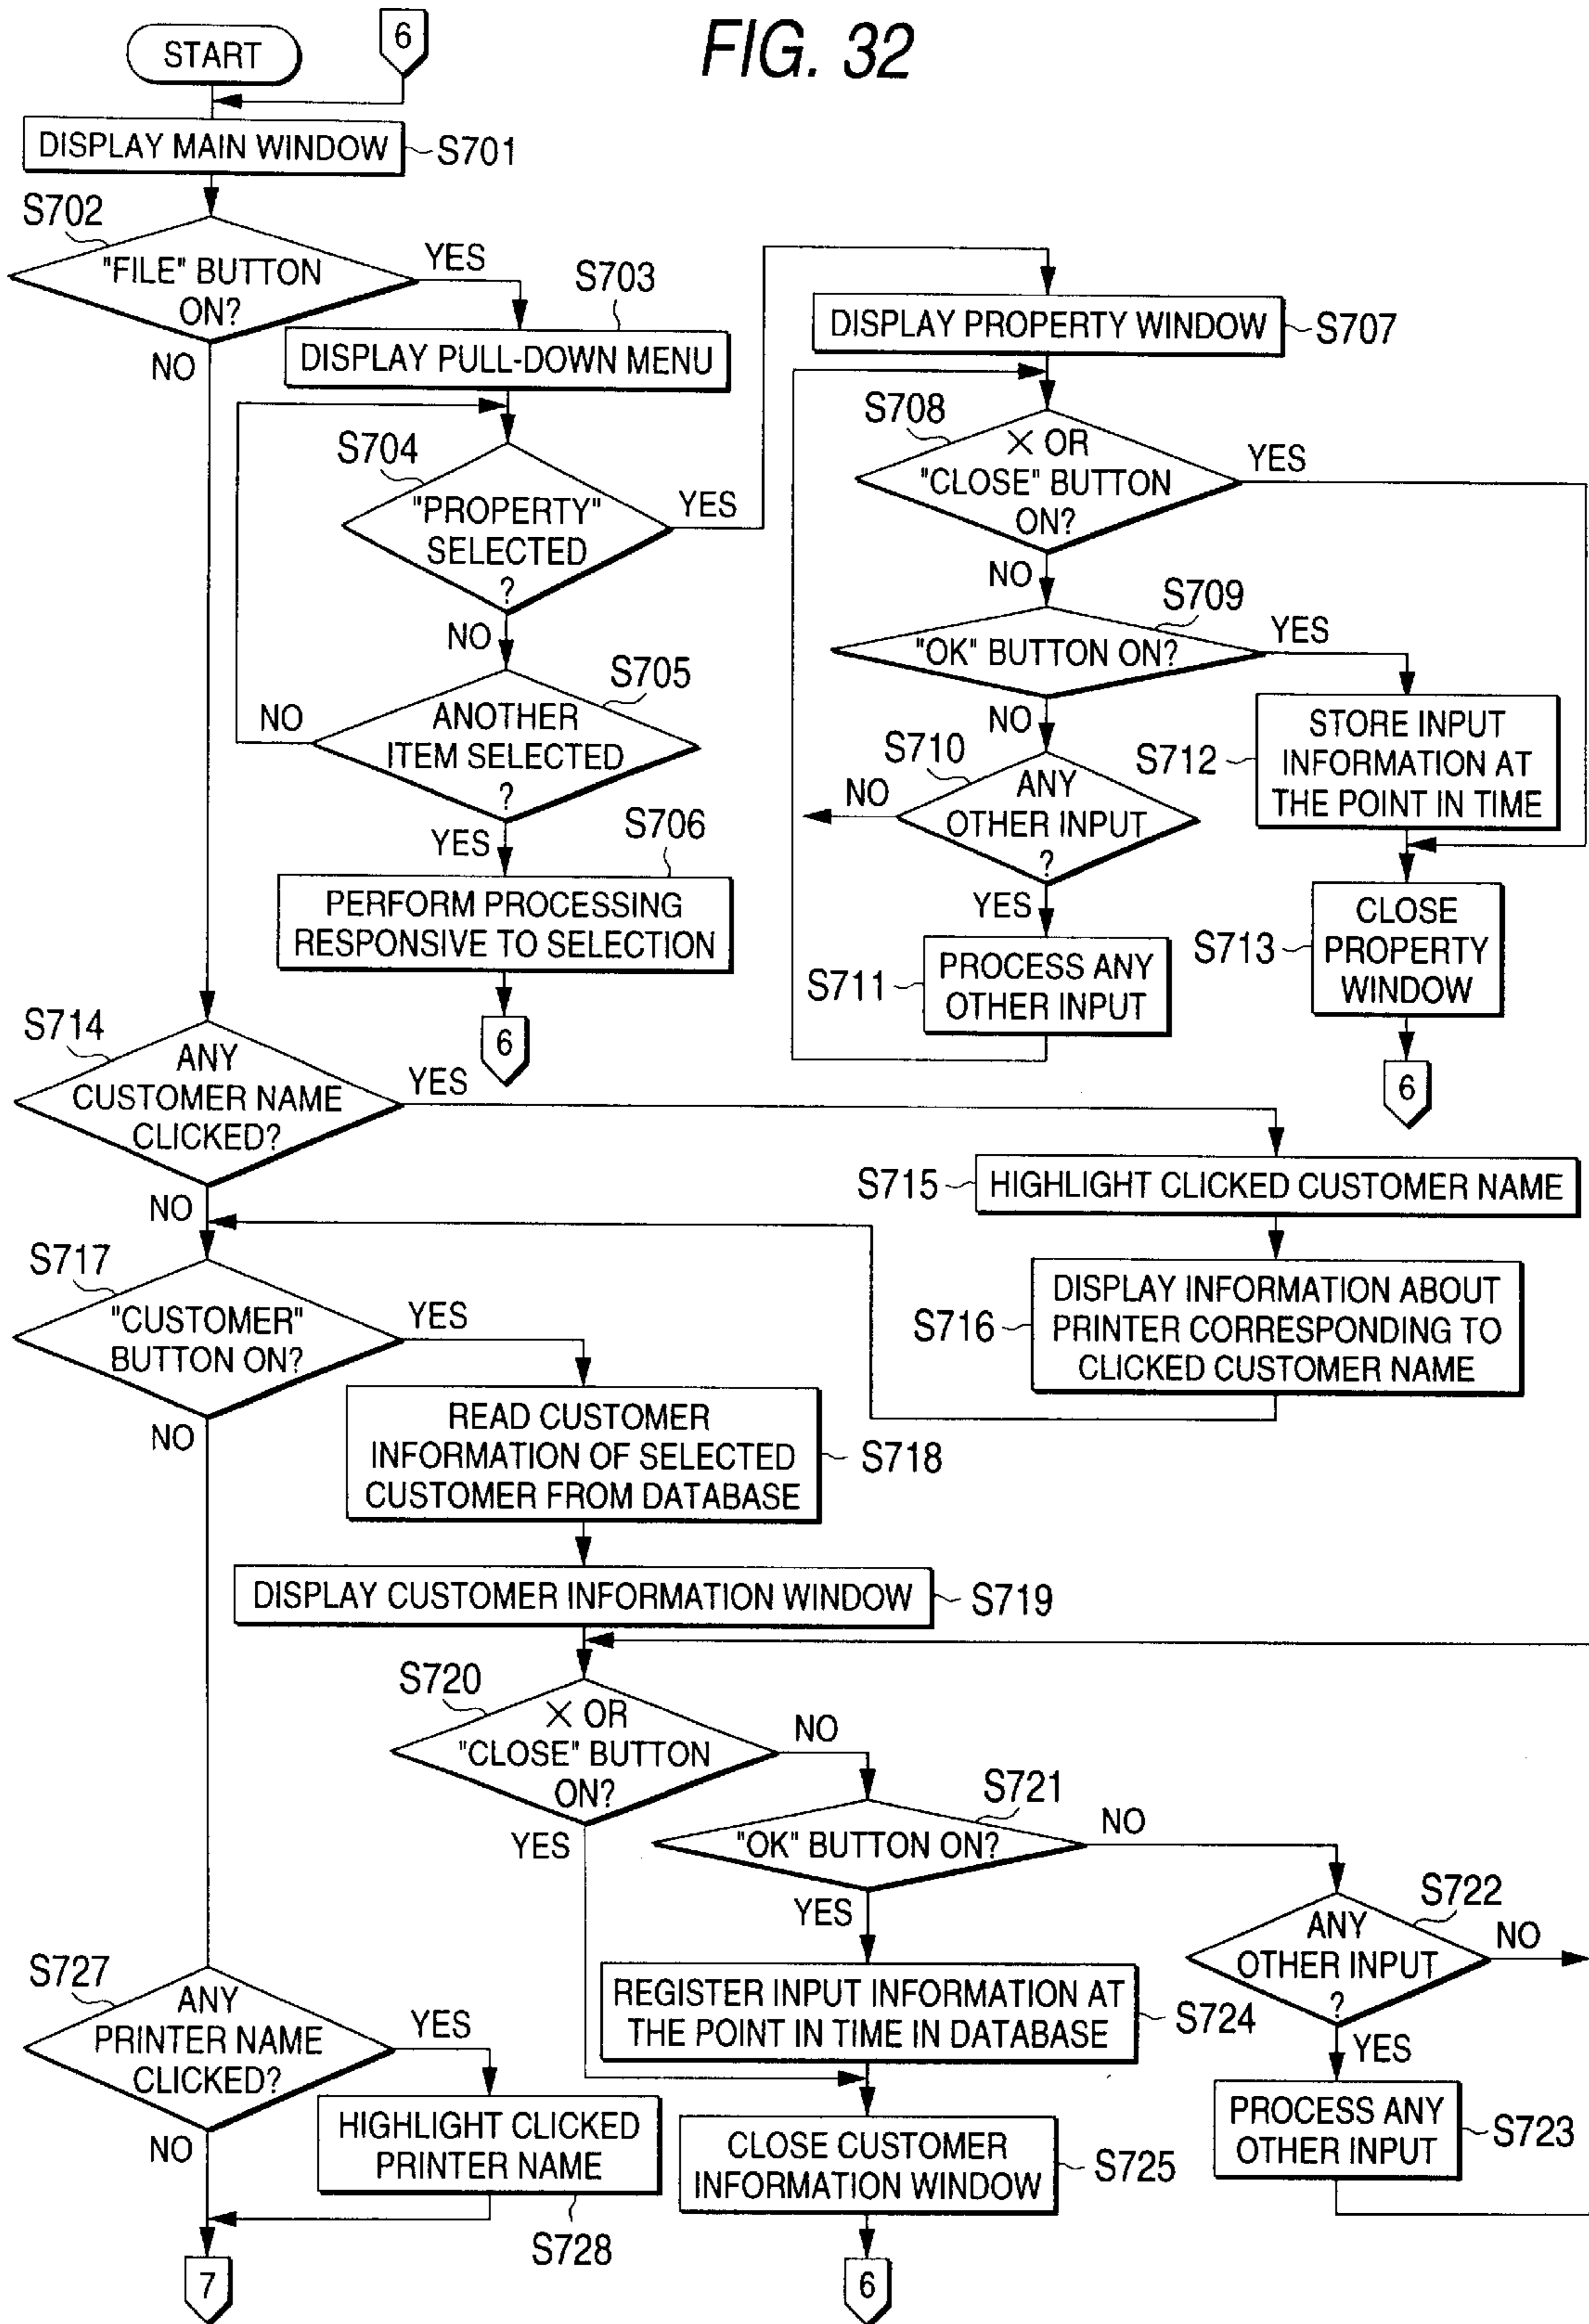 FIG. 32
START
6
DISPLAY MAIN WINDOW
S701
S702
"FILE" BUTTON
ON?
YES
NO
S703
DISPLAY PULL-DOWN MENU
S704
"PROPERTY"
SELECTED
?
YES
NO
S705
ANOTHER
ITEM SELECTED
?
NO
YES
S706
PERFORM PROCESSING
RESPONSIVE TO SELECTION
6
DISPLAY PROPERTY WINDOW
S707
S708
× OR
"CLOSE" BUTTON
ON?
YES
NO
S709
"OK" BUTTON ON?
YES
NO
S710
ANY
OTHER INPUT
?
NO
YES
S711
PROCESS ANY
OTHER INPUT
S712
STORE INPUT
INFORMATION AT
THE POINT IN TIME
S713
CLOSE
PROPERTY
WINDOW
6
S714
ANY
CUSTOMER NAME
CLICKED?
YES
NO
S715
HIGHLIGHT CLICKED CUSTOMER NAME
S716
DISPLAY INFORMATION ABOUT
PRINTER CORRESPONDING TO
CLICKED CUSTOMER NAME
S717
"CUSTOMER"
BUTTON ON?
YES
NO
READ CUSTOMER
INFORMATION OF SELECTED
CUSTOMER FROM DATABASE
S718
DISPLAY CUSTOMER INFORMATION WINDOW
S719
S720
× OR
"CLOSE" BUTTON
ON?
NO
YES
S721
"OK" BUTTON ON?
NO
YES
S722
ANY
OTHER INPUT
?
NO
YES
PROCESS ANY
OTHER INPUT
S723
REGISTER INPUT INFORMATION AT
THE POINT IN TIME IN DATABASE
S724
CLOSE CUSTOMER
INFORMATION WINDOW
S725
6
S727
ANY
PRINTER NAME
CLICKED?
YES
NO
HIGHLIGHT CLICKED
PRINTER NAME
S728
7